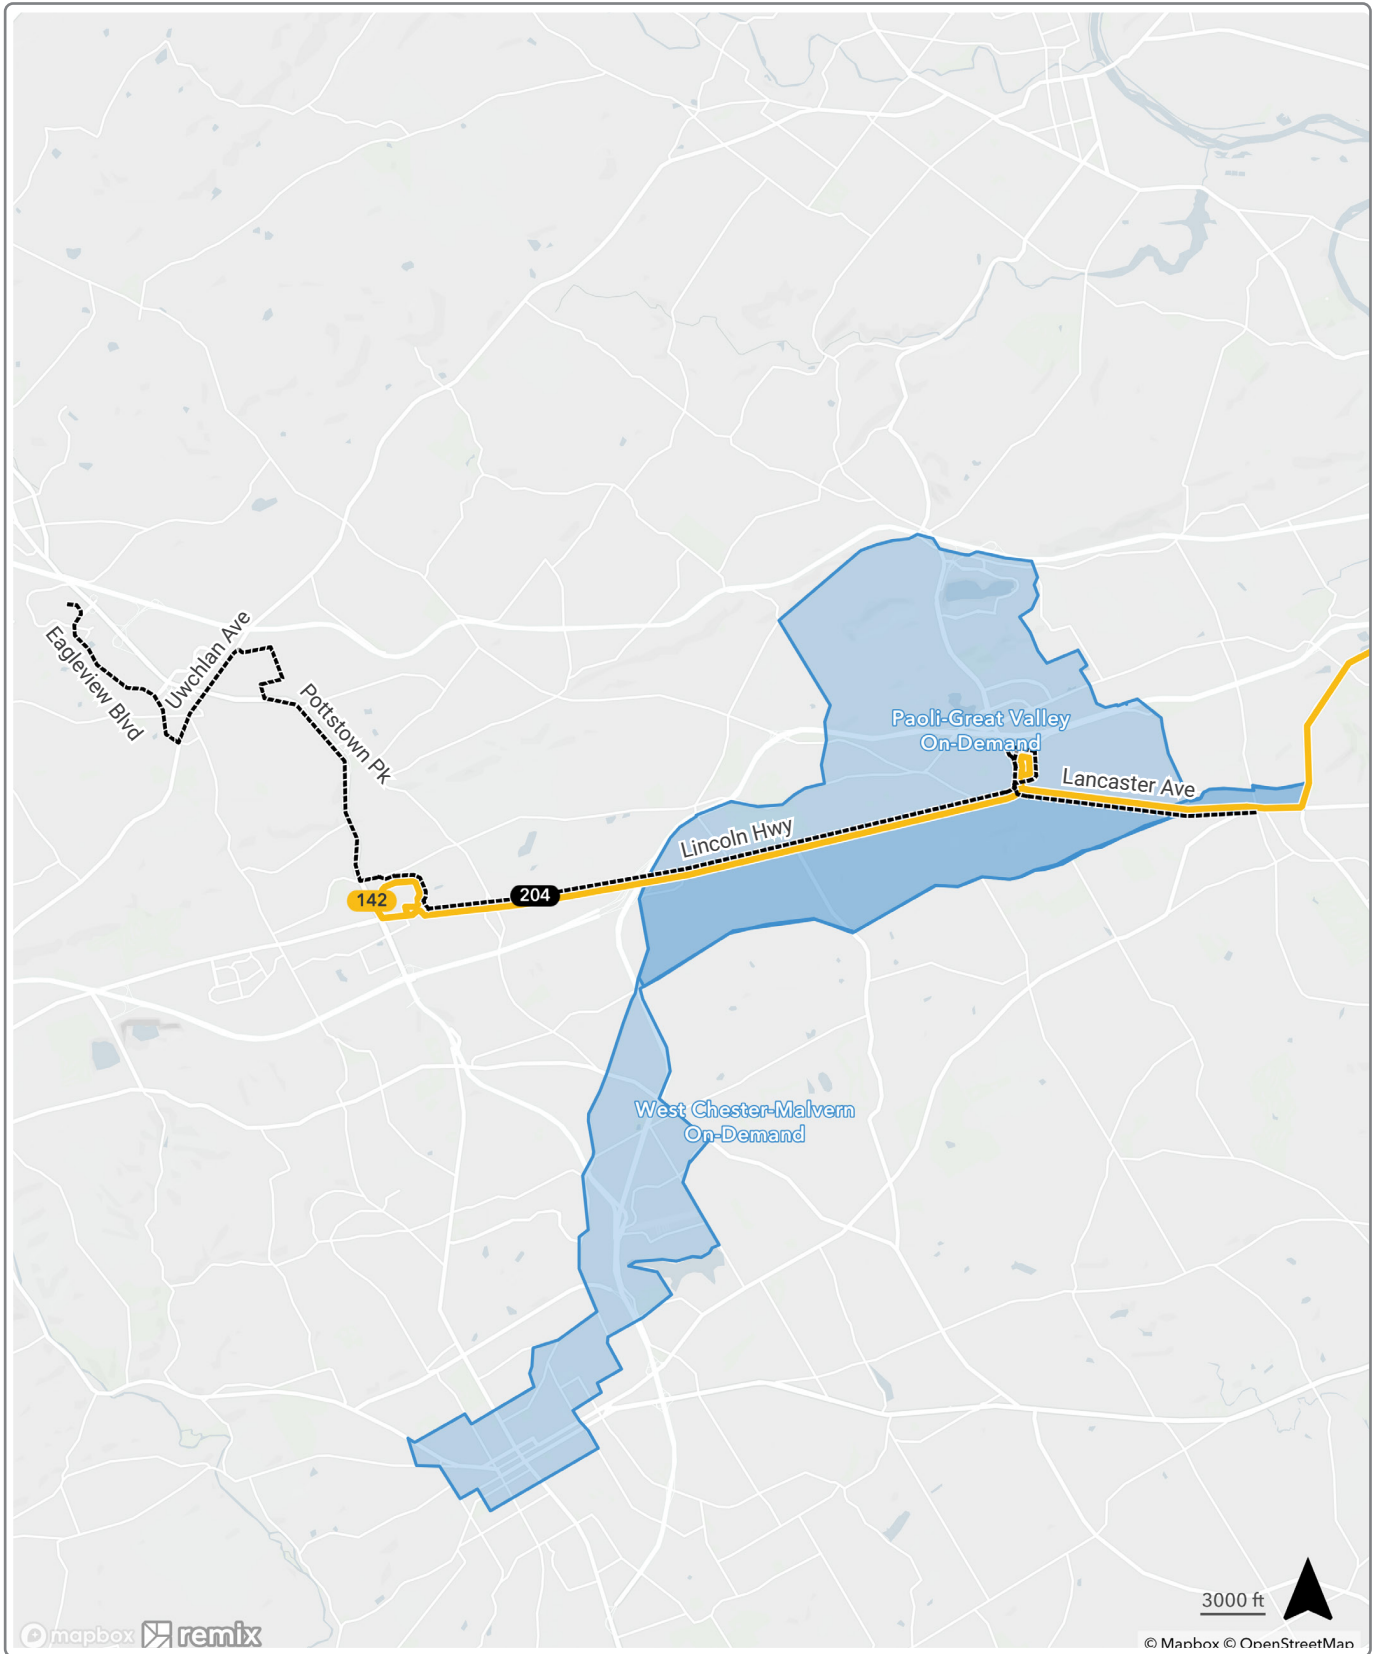 Eagleview Blvd
Uwchlan Ave
Pottstown Pk
Paoli-Great Valley
On-Demand
Lancaster Ave
Lincoln Hwy
142
204
West Chester-Malvern
On-Demand
3000 ft
mapbox remix
© Mapbox © OpenStreetMap